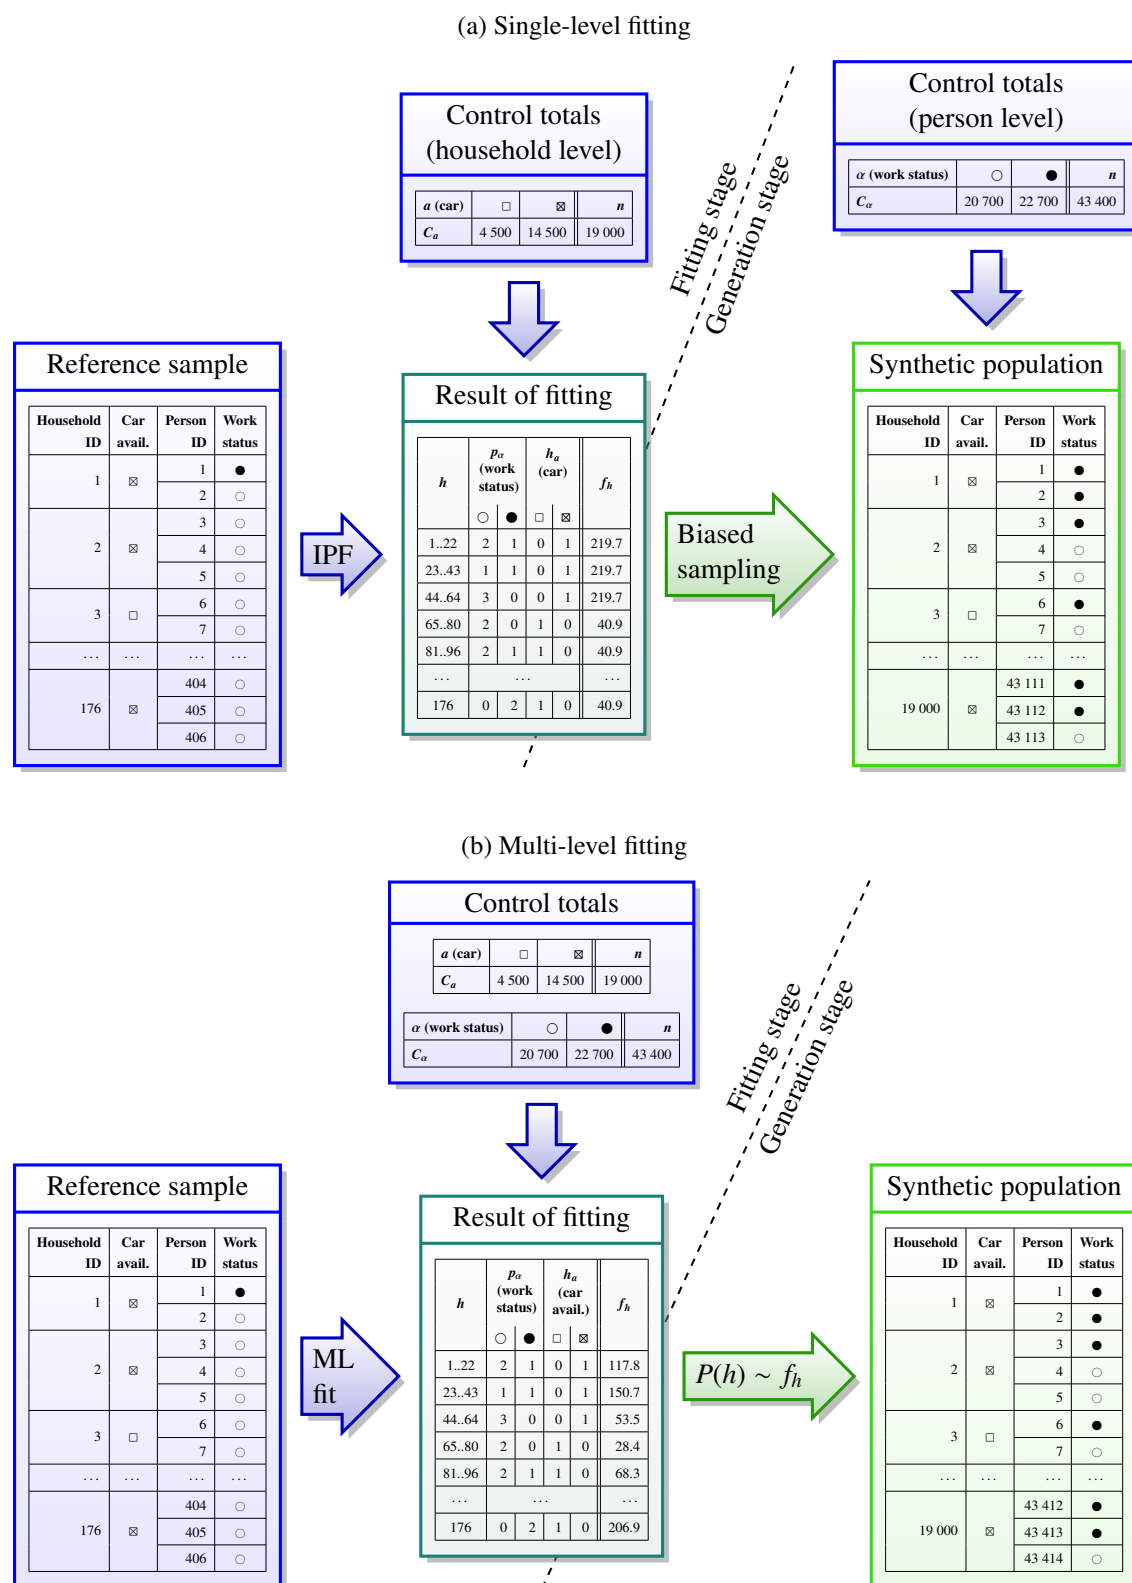 (a) Single-level fitting
Control totals
(household level)
a (car) □ ⊠ n
Cₐ 4 500 14 500 19 000
Control totals
(person level)
α (work status) ○ ● n
C_α 20 700 22 700 43 400
Fitting stage
Generation stage
Reference sample
Household ID Car avail. Person ID Work status
1 ⊠ 1 ●
2 ○
2 ⊠ 3 ○
4 ○
5 ○
3 □ 6 ○
7 ○
... ... ... ...
176 ⊠ 404 ○
405 ○
406 ○
IPF
Result of fitting
h p_α (work status) hₐ (car) f_h
○ ● □ ⊠
1..22 2 1 0 1 219.7
23..43 1 1 0 1 219.7
44..64 3 0 0 1 219.7
65..80 2 0 1 0 40.9
81..96 2 1 1 0 40.9
... ... ...
176 0 2 1 0 40.9
Biased
sampling
Synthetic population
Household ID Car avail. Person ID Work status
1 ⊠ 1 ●
2 ●
2 ⊠ 3 ●
4 ○
5 ○
3 □ 6 ●
7 ○
... ... ... ...
19 000 ⊠ 43 111 ●
43 112 ●
43 113 ○
(b) Multi-level fitting
Control totals
a (car) □ ⊠ n
Cₐ 4 500 14 500 19 000
α (work status) ○ ● n
C_α 20 700 22 700 43 400
Fitting stage
Generation stage
Reference sample
Household ID Car avail. Person ID Work status
1 ⊠ 1 ●
2 ○
2 ⊠ 3 ○
4 ○
5 ○
3 □ 6 ○
7 ○
... ... ... ...
176 ⊠ 404 ○
405 ○
406 ○
ML
fit
Result of fitting
h p_α (work status) hₐ (car avail.) f_h
○ ● □ ⊠
1..22 2 1 0 1 117.8
23..43 1 1 0 1 150.7
44..64 3 0 0 1 53.5
65..80 2 0 1 0 28.4
81..96 2 1 1 0 68.3
... ... ...
176 0 2 1 0 206.9
P(h) ∼ f_h
Synthetic population
Household ID Car avail. Person ID Work status
1 ⊠ 1 ●
2 ●
2 ⊠ 3 ●
4 ○
5 ○
3 □ 6 ●
7 ○
... ... ... ...
19 000 ⊠ 43 412 ●
43 413 ●
43 414 ○